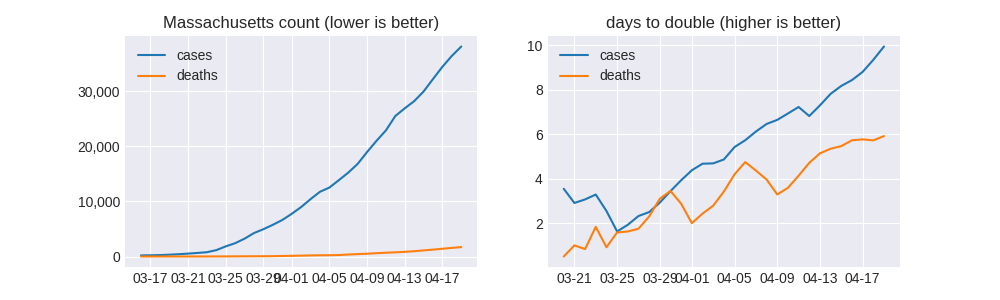 Massachusetts count (lower is better)
cases
deaths
30,000
20,000
10,000
0
03-17 03-21 03-25 03-29 04-01 04-05 04-09 04-13 04-17
days to double (higher is better)
cases
deaths
10
8
6
4
2
03-21 03-25 03-29 04-01 04-05 04-09 04-13 04-17